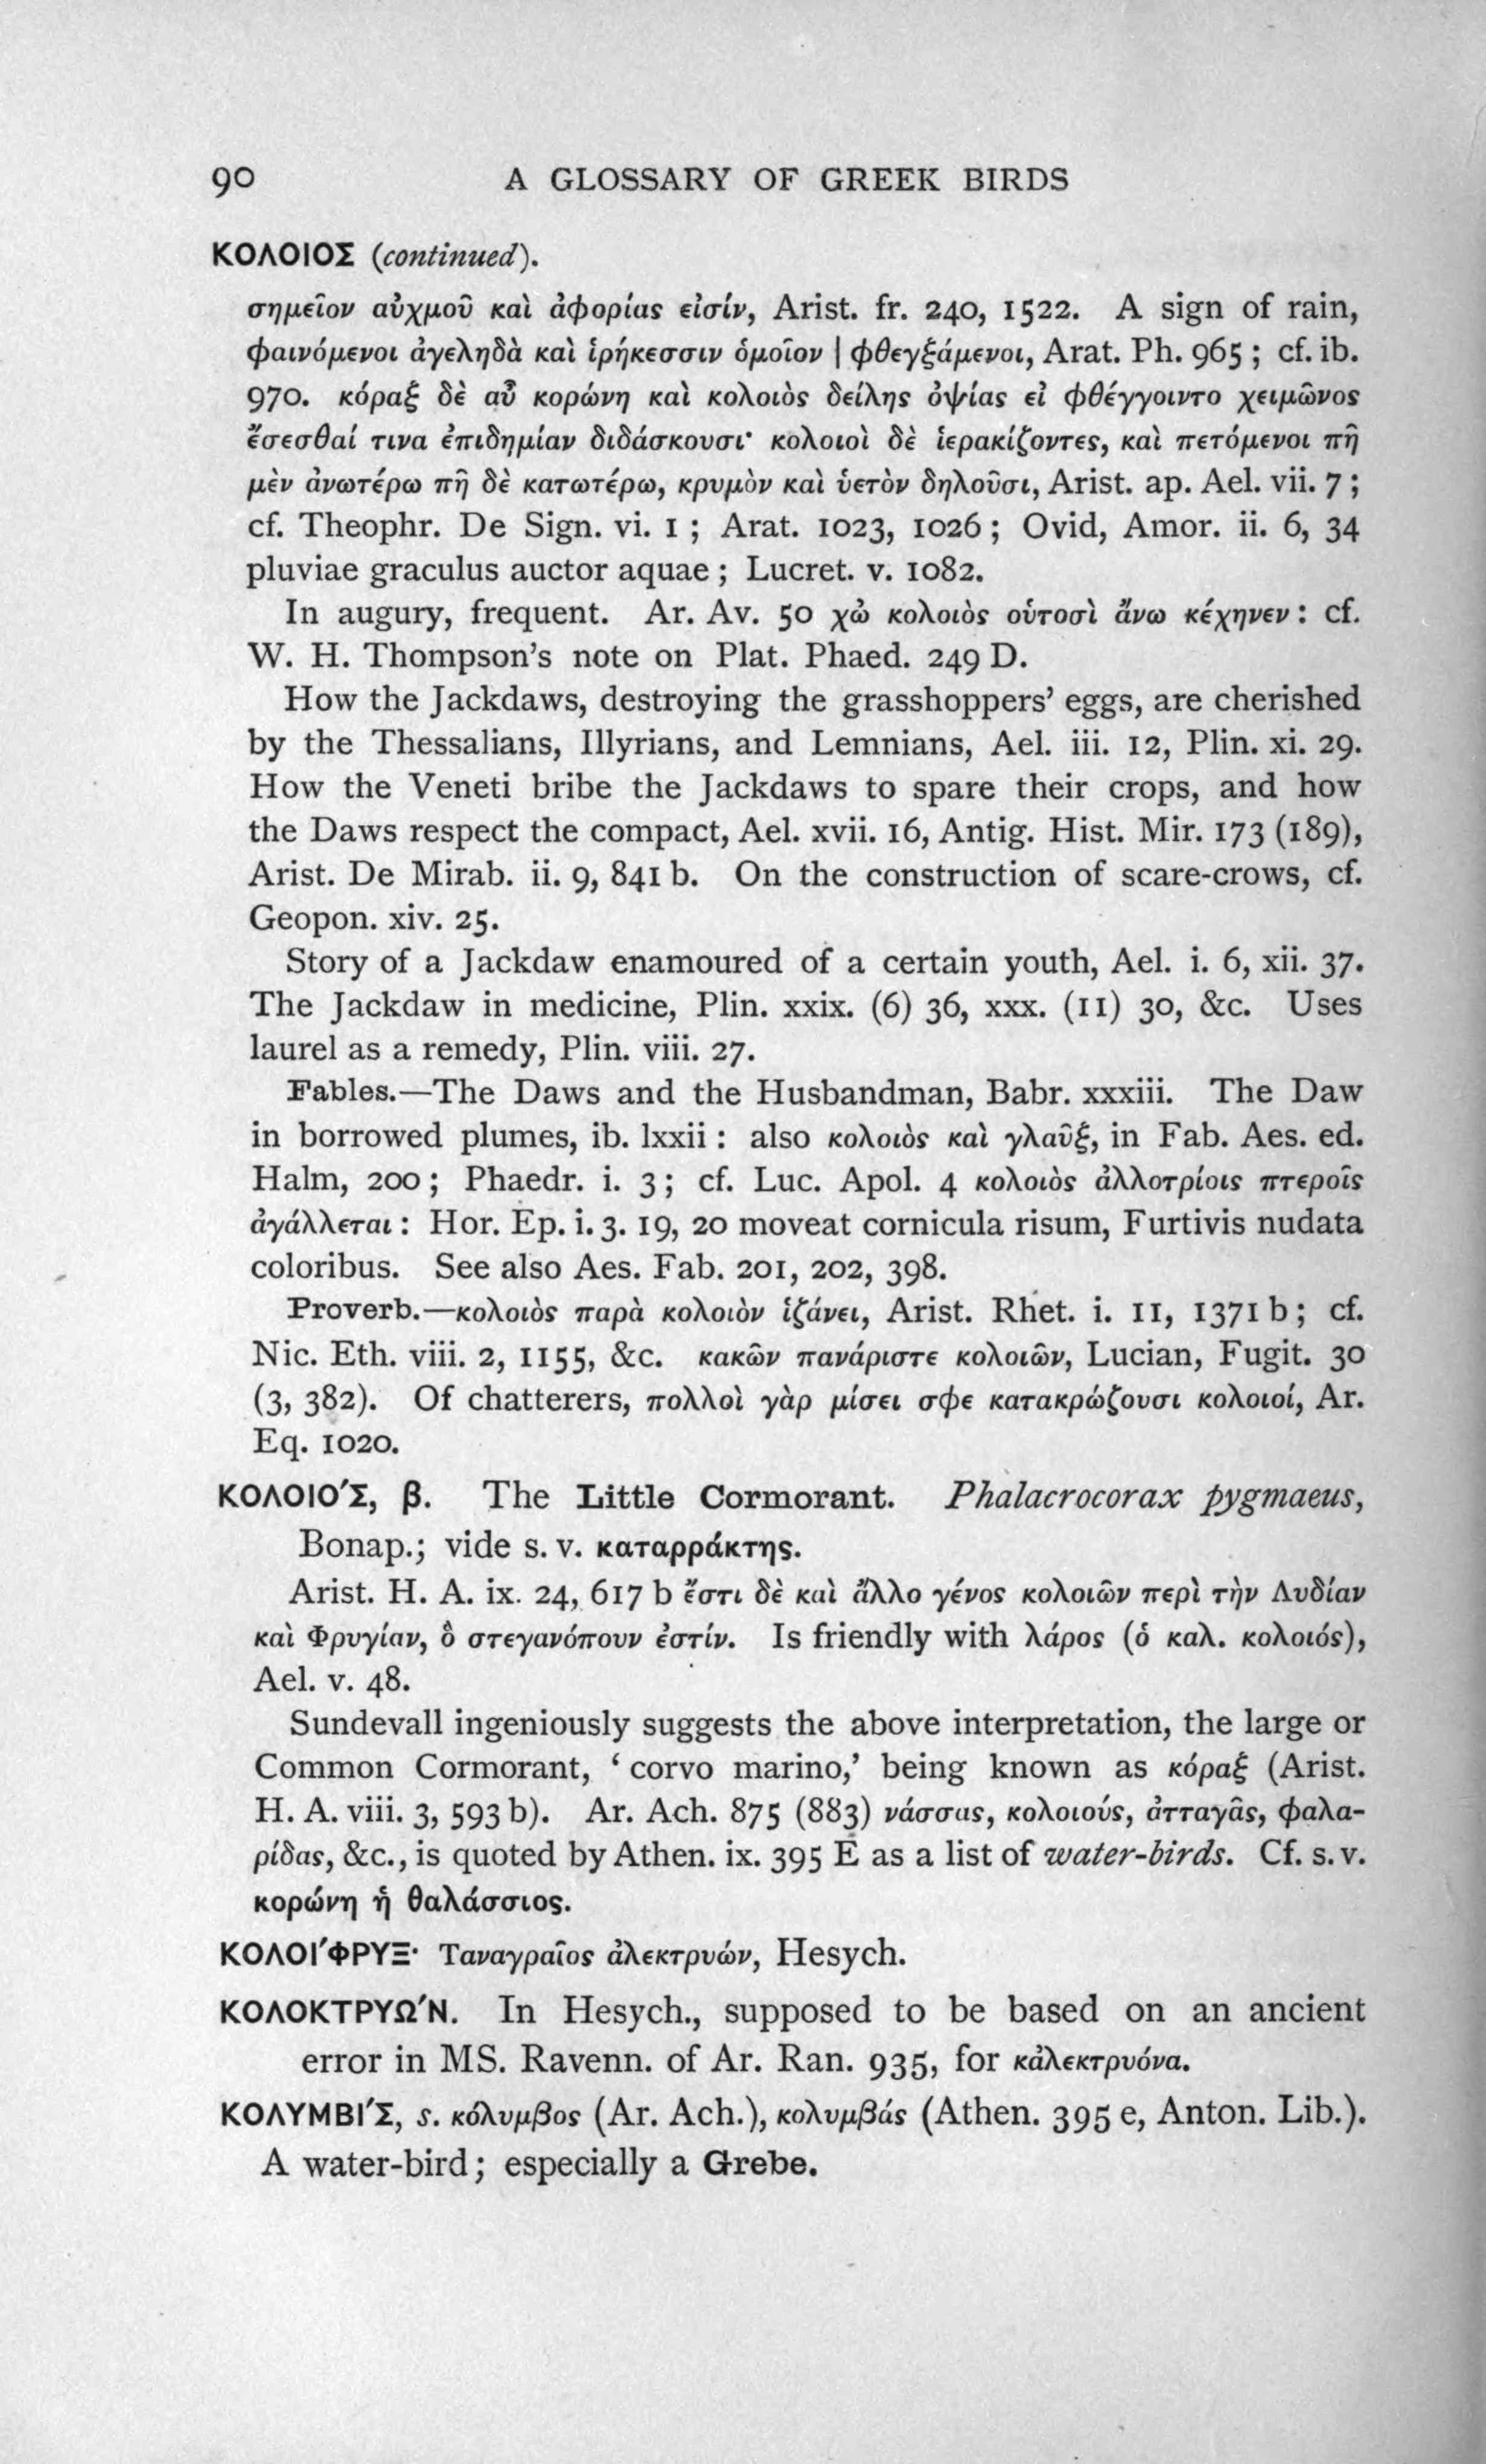 90 A GLOSSARY OF GREEK BIRDS
ΚΟΛΟΙΟΣ (continued).
σημεῖον αὐχμοῦ καὶ ἀφορίας εἰσίν, Arist. fr. 240, 1522. A sign of rain,
φαινόμενοι ἀγεληδὰ καὶ ἱρήκεσσιν ὁμοῖον | φθεγξάμενοι, Arat. Ph. 965 ; cf. ib.
970. κόραξ δὲ αὖ κορώνη καὶ κολοιὸς δείλης ὀψίας εἰ φθέγγοιντο χειμῶνος
ἔσεσθαί τινα ἐπιδημίαν διδάσκουσι· κολοιοὶ δὲ ἱερακίζοντες, καὶ πετόμενοι πῆ
μὲν ἀνωτέρω πῆ δὲ κατωτέρω, κρυμὸν καὶ ὑετὸν δηλοῦσι, Arist. ap. Ael. vii. 7 ;
cf. Theophr. De Sign. vi. 1 ; Arat. 1023, 1026 ; Ovid, Amor. ii. 6, 34
pluviae graculus auctor aquae ; Lucret. v. 1082.
In augury, frequent. Ar. Av. 50 χὠ κολοιὸς οὑτοσὶ ἄνω κέχηνεν : cf.
W. H. Thompson's note on Plat. Phaed. 249 D.
How the Jackdaws, destroying the grasshoppers' eggs, are cherished
by the Thessalians, Illyrians, and Lemnians, Ael. iii. 12, Plin. xi. 29.
How the Veneti bribe the Jackdaws to spare their crops, and how
the Daws respect the compact, Ael. xvii. 16, Antig. Hist. Mir. 173 (189),
Arist. De Mirab. ii. 9, 841 b. On the construction of scare-crows, cf.
Geopon. xiv. 25.
Story of a Jackdaw enamoured of a certain youth, Ael. i. 6, xii. 37.
The Jackdaw in medicine, Plin. xxix. (6) 36, xxx. (11) 30, &c. Uses
laurel as a remedy, Plin. viii. 27.
Fables.—The Daws and the Husbandman, Babr. xxxiii. The Daw
in borrowed plumes, ib. lxxii : also κολοιὸς καὶ γλαῦξ, in Fab. Aes. ed.
Halm, 200 ; Phaedr. i. 3 ; cf. Luc. Apol. 4 κολοιὸς ἀλλοτρίοις πτεροῖς
ἀγάλλεται : Hor. Ep. i. 3. 19, 20 moveat cornicula risum, Furtivis nudata
coloribus. See also Aes. Fab. 201, 202, 398.
Proverb.—κολοιὸς παρὰ κολοιὸν ἱζάνει, Arist. Rhet. i. 11, 1371 b ; cf.
Nic. Eth. viii. 2, 1155, &c. κακῶν πανάριστε κολοιῶν, Lucian, Fugit. 30
(3, 382). Of chatterers, πολλοὶ γὰρ μίσει σφε κατακρώζουσι κολοιοί, Ar.
Eq. 1020.
ΚΟΛΟΙΟ´Σ, β. The Little Cormorant. Phalacrocorax pygmaeus,
Bonap.; vide s. v. καταρράκτης.
Arist. H. A. ix. 24, 617 b ἔστι δὲ καὶ ἄλλο γένος κολοιῶν περὶ τὴν Λυδίαν
καὶ Φρυγίαν, ὃ στεγανόπουν ἐστίν. Is friendly with λάρος (ὁ καλ. κολοιός),
Ael. v. 48.
Sundevall ingeniously suggests the above interpretation, the large or
Common Cormorant, 'corvo marino,' being known as κόραξ (Arist.
H. A. viii. 3, 593 b). Ar. Ach. 875 (883) νάσσας, κολοιούς, ἀτταγᾶς, φαλα-
ρίδας, &c., is quoted by Athen. ix. 395 E as a list of water-birds. Cf. s. v.
κορώνη ἡ θαλάσσιος.
ΚΟΛΟΙ´ΦΡΥΞ· Ταναγραῖος ἀλεκτρυών, Hesych.
ΚΟΛΟΚΤΡΥΩ´Ν. In Hesych., supposed to be based on an ancient
error in MS. Ravenn. of Ar. Ran. 935, for κἀλεκτρυόνα.
ΚΟΛΥΜΒΙ´Σ, s. κόλυμβος (Ar. Ach.), κολυμβάς (Athen. 395 e, Anton. Lib.).
A water-bird ; especially a Grebe.